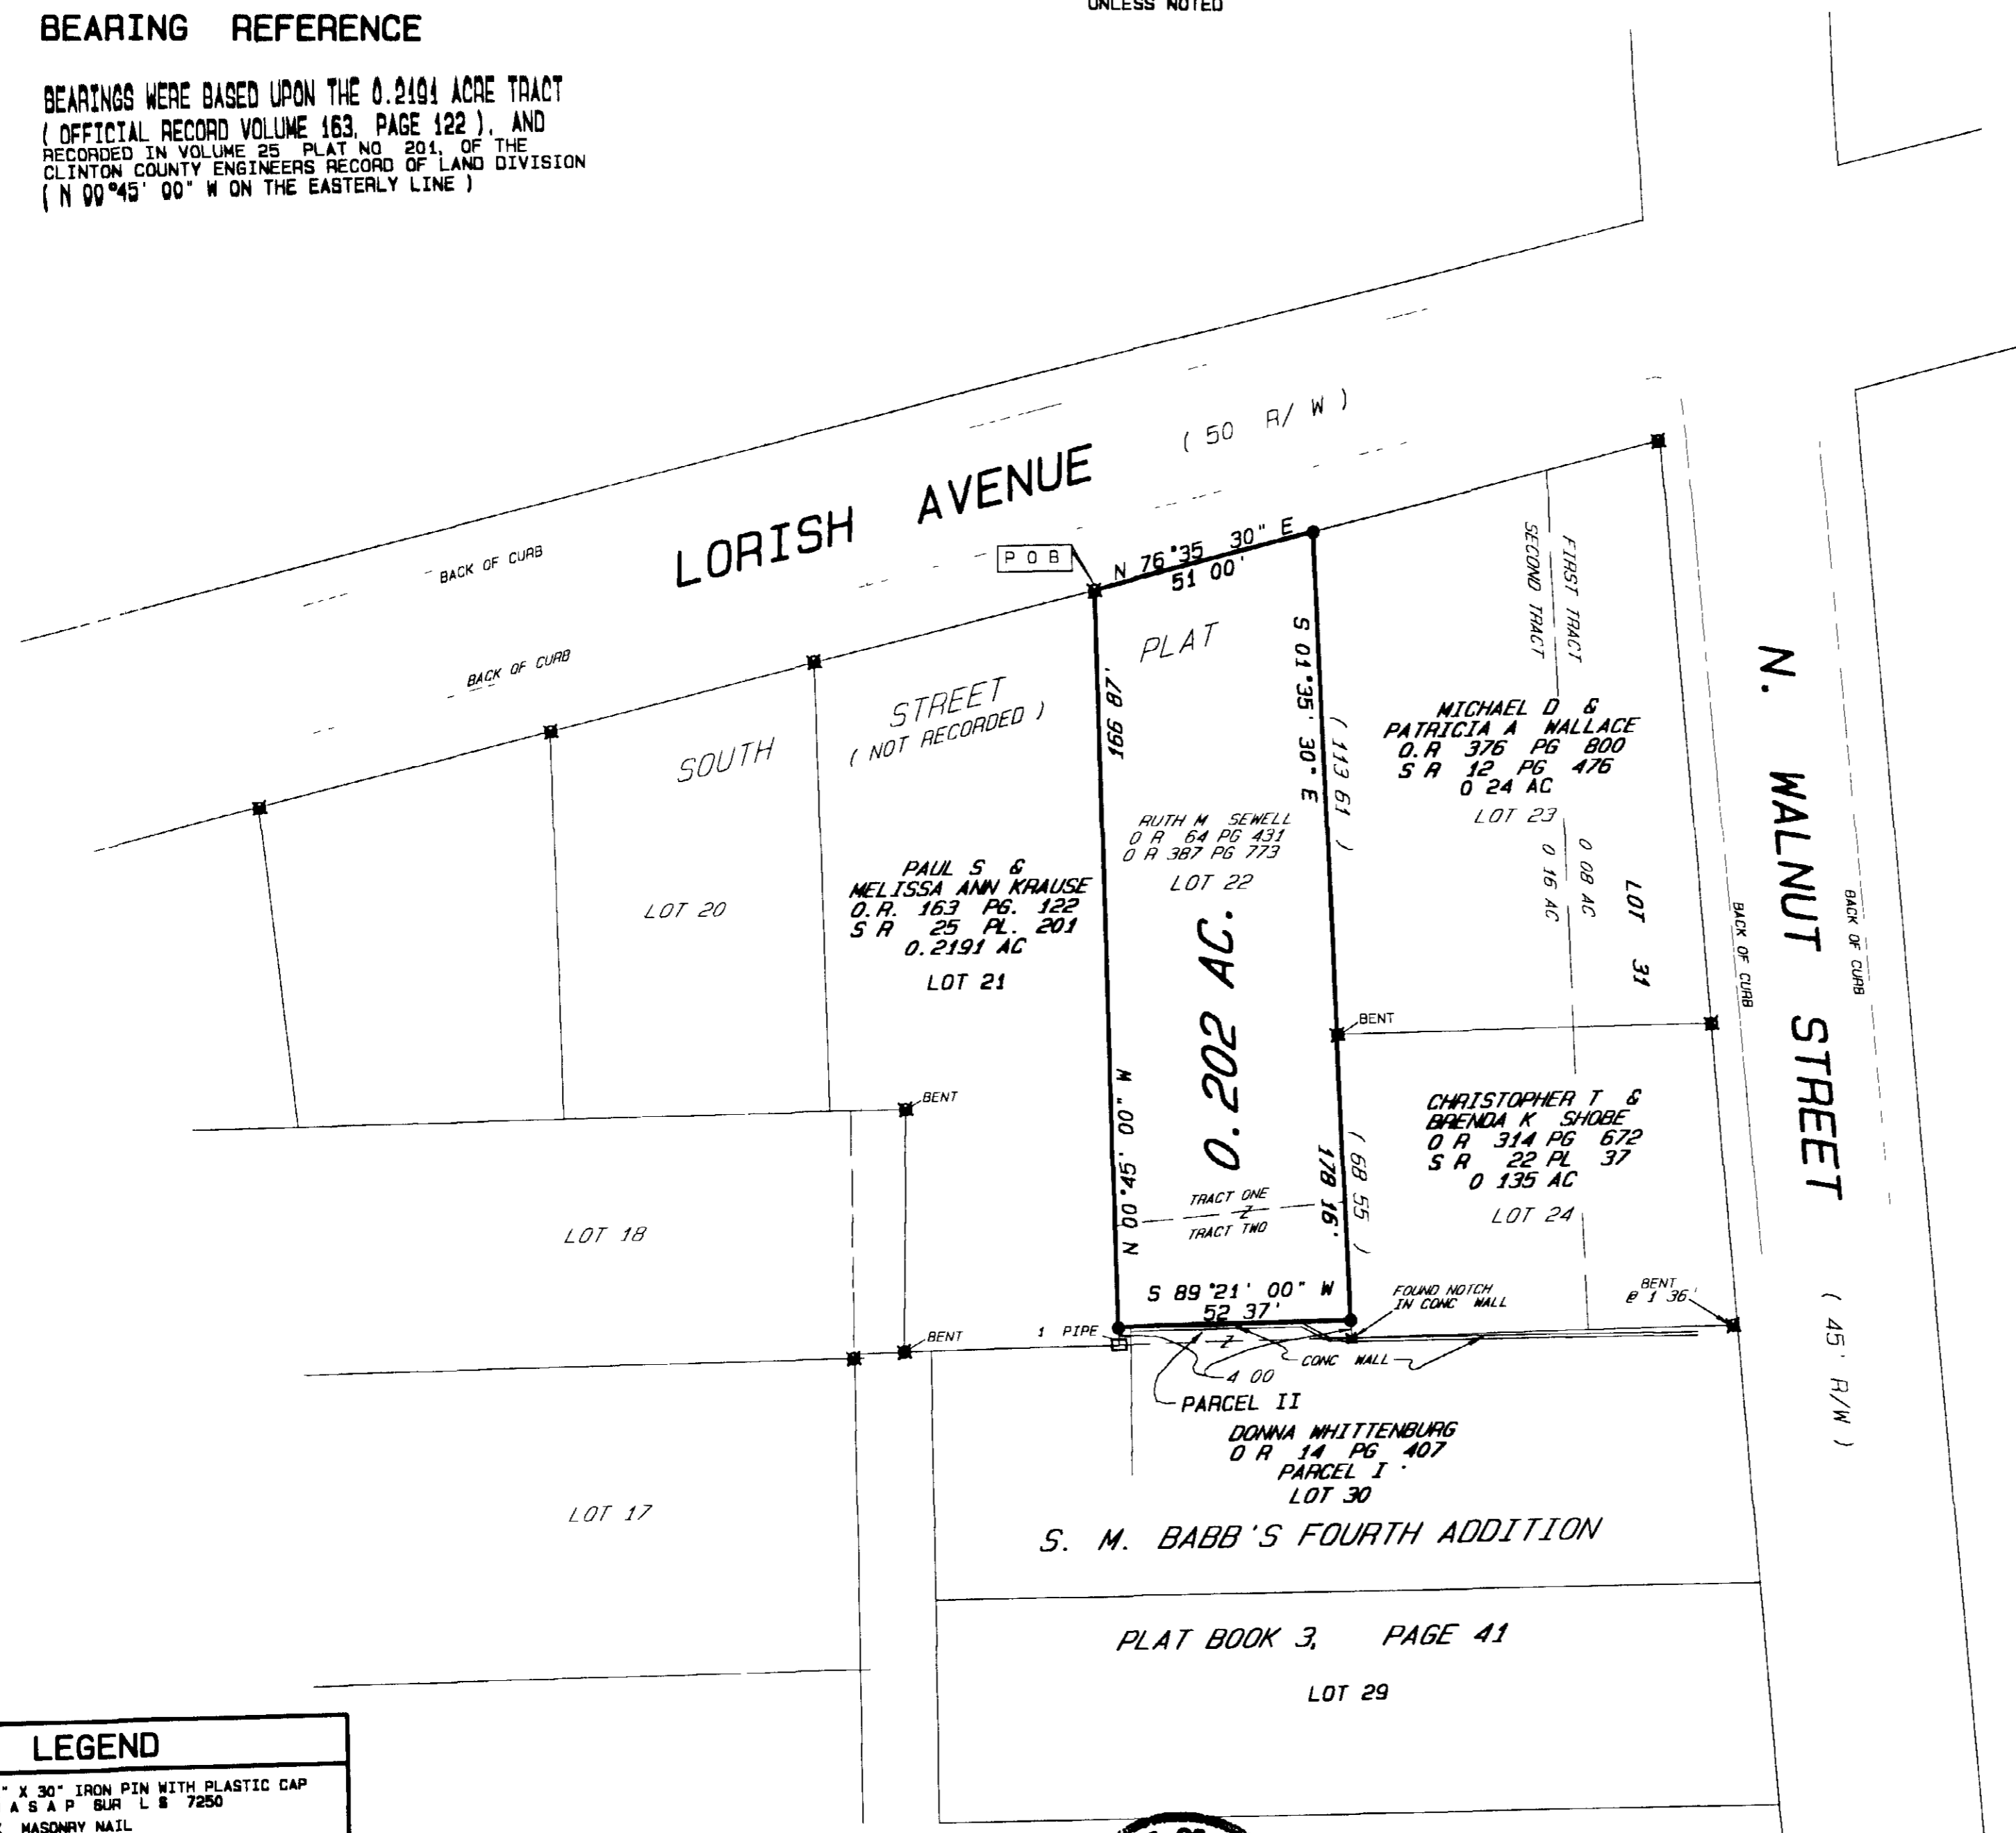 UNLESS NOTED
BEARING REFERENCE
BEARINGS WERE BASED UPON THE 0.2191 ACRE TRACT
( OFFICIAL RECORD VOLUME 163, PAGE 122 ), AND
RECORDED IN VOLUME 25 PLAT NO 201, OF THE
CLINTON COUNTY ENGINEERS RECORD OF LAND DIVISION
( N 00°45' 00" W ON THE EASTERLY LINE )
LORISH AVENUE
( 50 R/ W )
BACK OF CURB
BACK OF CURB
P O B
N 76°35 30" E
51 00'
PLAT
STREET
( NOT RECORDED )
SOUTH
166 87'
N 00°45' 00" W
S 01°35' 30" E
( 113 61 )
178 16'
( 68 55 )
FIRST TRACT
SECOND TRACT
MICHAEL D &
PATRICIA A WALLACE
O.R 376 PG 800
S R 12 PG 476
0 24 AC
LOT 23
0 08 AC
0 16 AC
LOT 31
RUTH M SEWELL
O R 64 PG 431
O R 387 PG 773
LOT 22
0.202 AC.
PAUL S &
MELISSA ANN KRAUSE
O.R. 163 PG. 122
S R 25 PL. 201
0.2191 AC
LOT 21
LOT 20
N. WALNUT STREET
( 45' R/W )
BACK OF CURB
BACK OF CURB
BENT
BENT
CHRISTOPHER T &
BRENDA K SHOBE
O R 314 PG 672
S R 22 PL 37
0 135 AC
LOT 24
TRACT ONE
Z
TRACT TWO
LOT 18
S 89°21' 00" W
52 37'
FOUND NOTCH
IN CONC WALL
BENT
@ 1 36'
BENT
1 PIPE
Z
CONC WALL
4 00
PARCEL II
DONNA WHITTENBURG
O R 14 PG 407
PARCEL I
LOT 30
LOT 17
S. M. BABB'S FOURTH ADDITION
PLAT BOOK 3, PAGE 41
LOT 29
LEGEND
" X 30" IRON PIN WITH PLASTIC CAP
A S A P SUR L S 7250
MASONRY NAIL